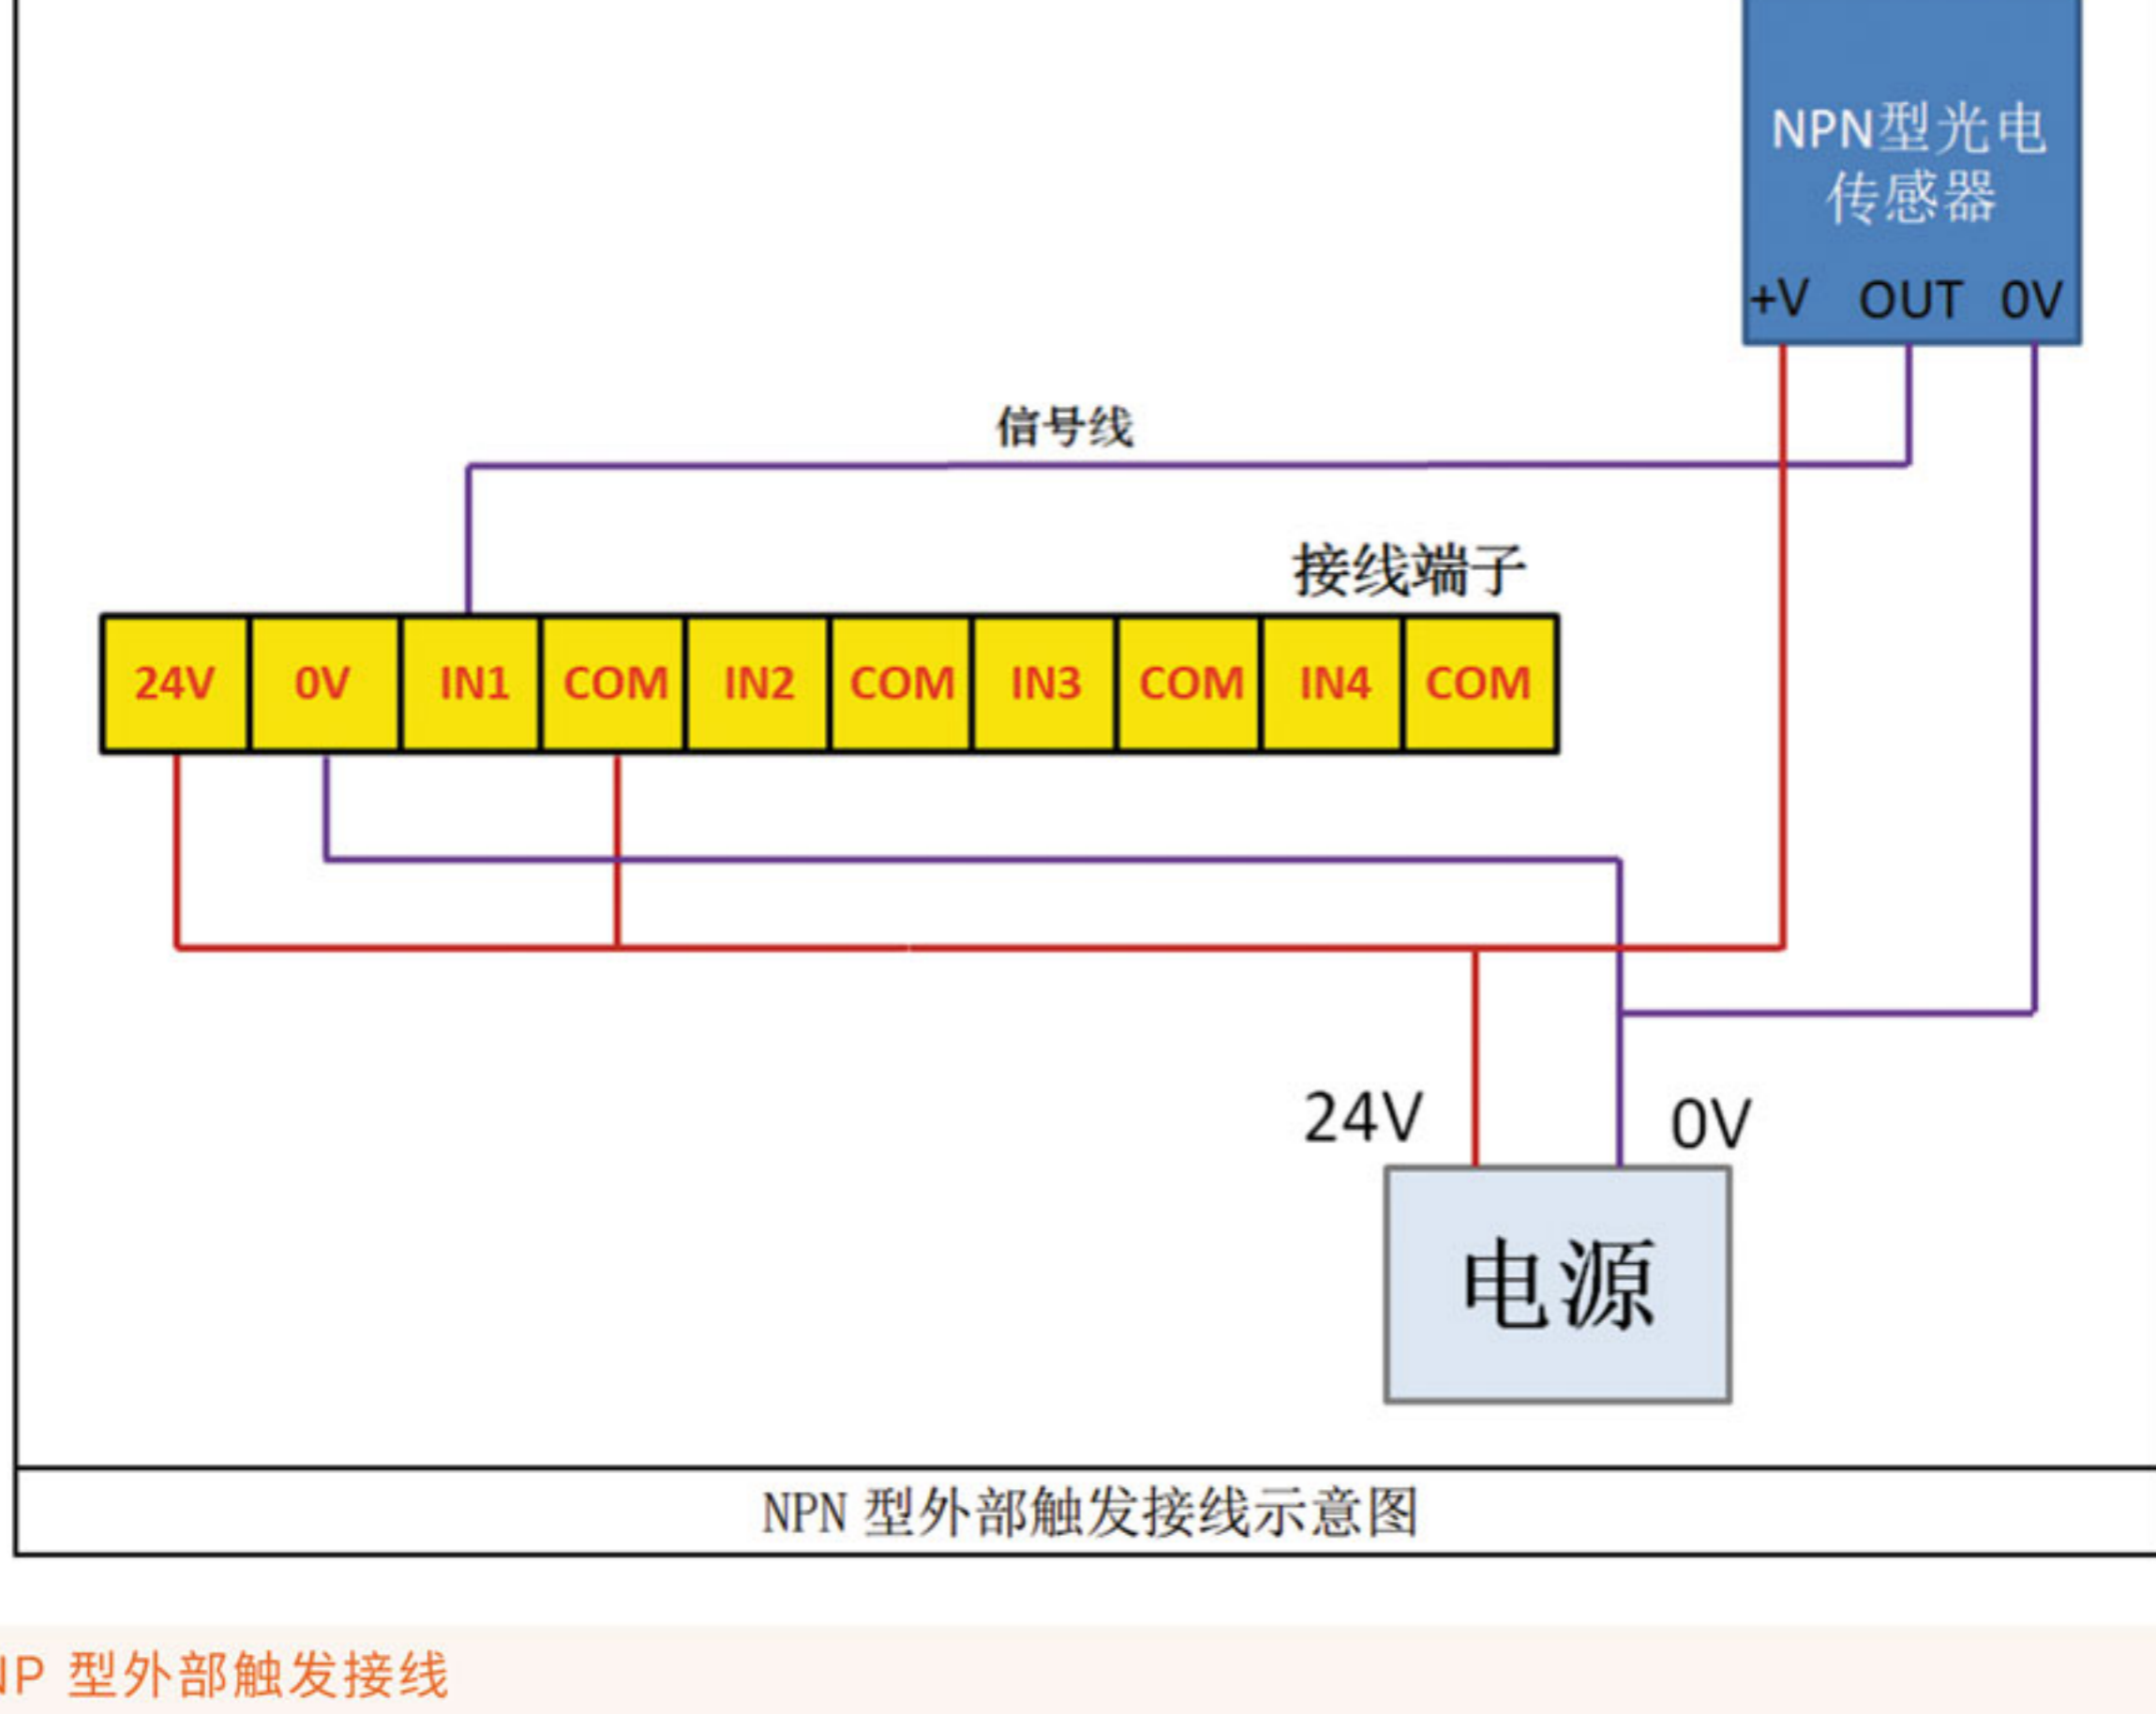 NPN型光电
传感器
+V OUT 0V
信号线
接线端子
24V 0V IN1 COM IN2 COM IN3 COM IN4 COM
24V 0V
电源
NPN 型外部触发接线示意图
NP 型外部触发接线